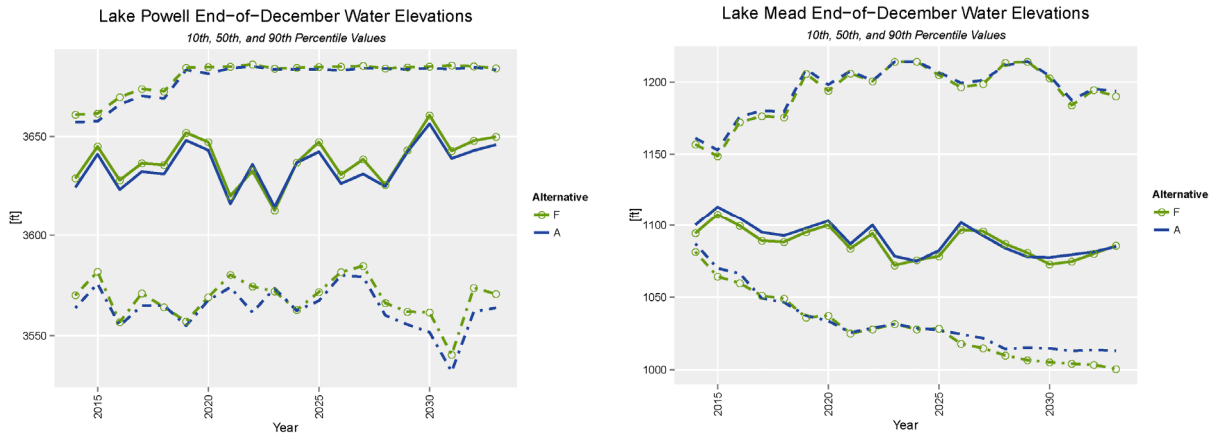 Lake Powell End−of−December Water Elevations
10th, 50th, and 90th Percentile Values
[ft]
3650
3600
3550
2015
2020
2025
2030
Year
Alternative
F
A
Lake Mead End−of−December Water Elevations
10th, 50th, and 90th Percentile Values
[ft]
1200
1150
1100
1050
1000
2015
2020
2025
2030
Year
Alternative
F
A